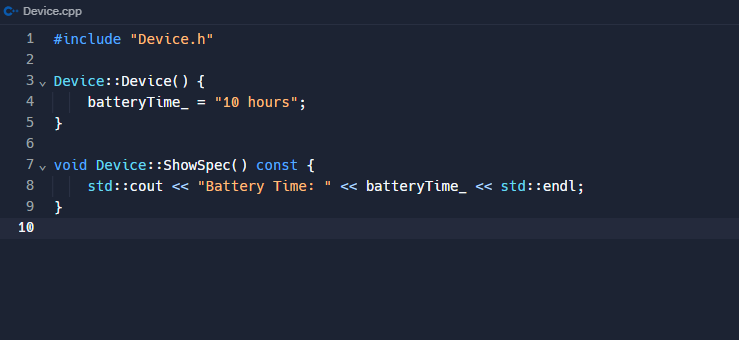 Device.cpp
1 #include "Device.h"
2
3 Device::Device() {
4     batteryTime_ = "10 hours";
5 }
6
7 void Device::ShowSpec() const {
8     std::cout << "Battery Time: " << batteryTime_ << std::endl;
9 }
10